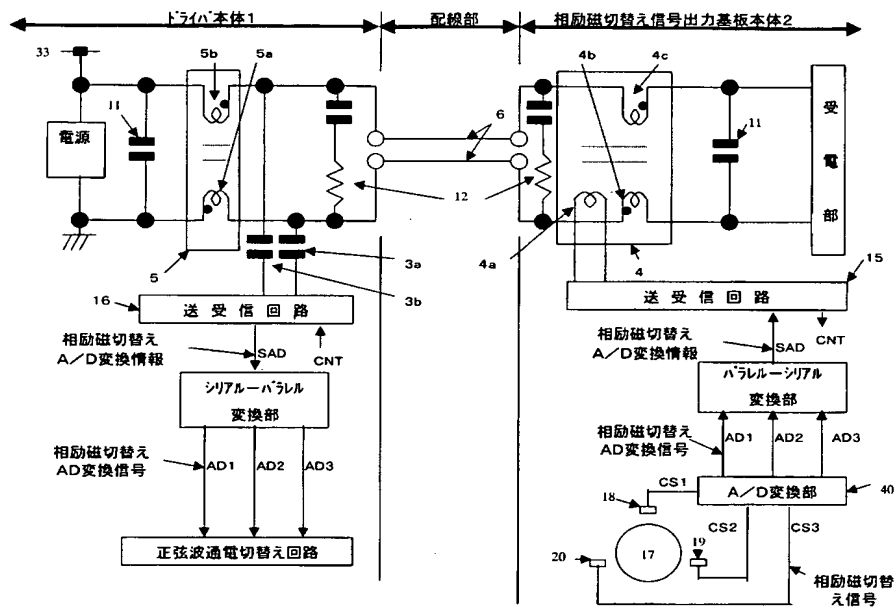 ドライバ本体1
配線部
相励磁切替え信号出力基板本体2
33
5b
5a
4b
4c
11
電源
6
12
11
受電部
5
3a
3b
4a
4
15
16
送受信回路
送受信回路
相励磁切替え
A/D変換情報
SAD
CNT
相励磁切替え
A/D変換情報
SAD
CNT
シリアルーパラレル
変換部
パラレルーシリアル
変換部
相励磁切替え
AD変換信号
AD1
AD2
AD3
相励磁切替え
AD変換信号
AD1
AD2
AD3
CS1
A/D変換部
40
18
CS2
CS3
17
19
20
正弦波通電切替え回路
相励磁切替
え信号